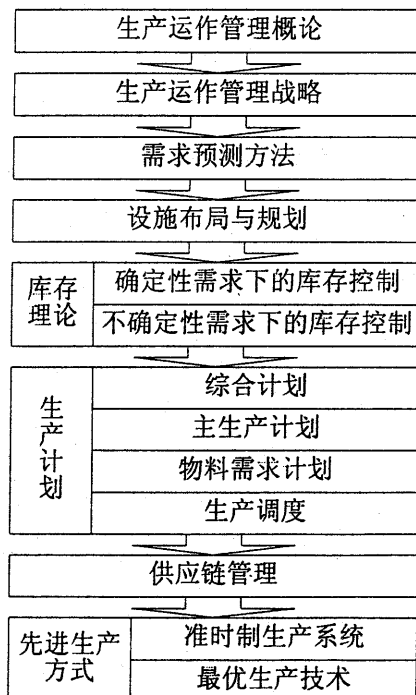 生产运作管理概论
生产运作管理战略
需求预测方法
设施布局与规划
库存理论
确定性需求下的库存控制
不确定性需求下的库存控制
生产计划
综合计划
主生产计划
物料需求计划
生产调度
供应链管理
先进生产方式
准时制生产系统
最优生产技术